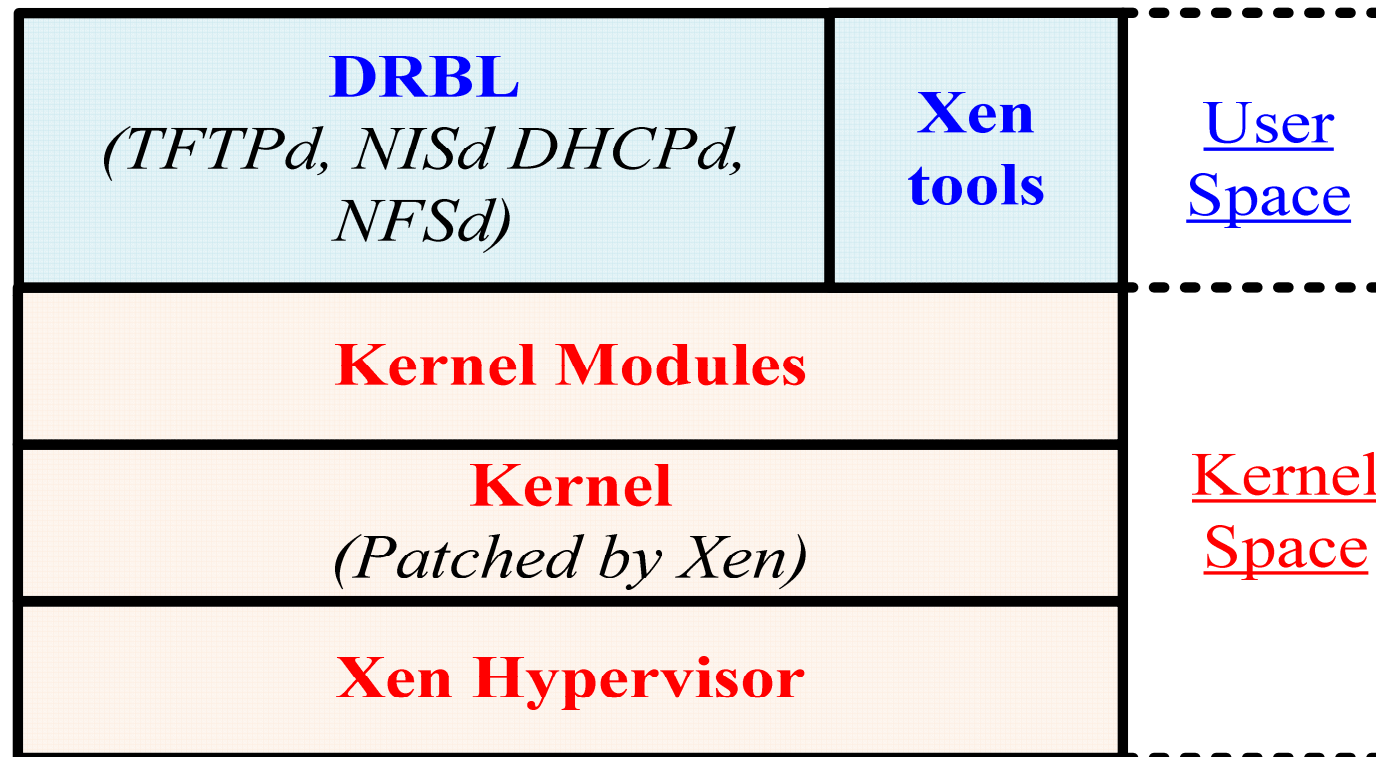 DRBL
(TFTPd, NISd DHCPd,
NFSd)
Xen
tools
User
Space
Kernel Modules
Kernel
(Patched by Xen)
Kernel
Space
Xen Hypervisor